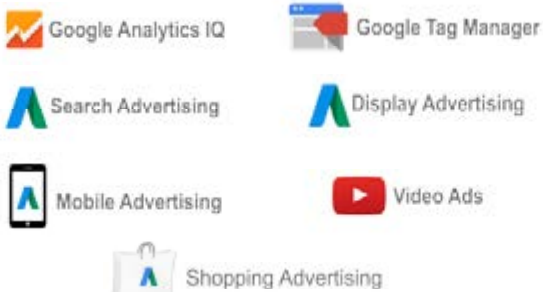 Google Analytics IQ
Google Tag Manager
Search Advertising
Display Advertising
Mobile Advertising
Video Ads
Shopping Advertising